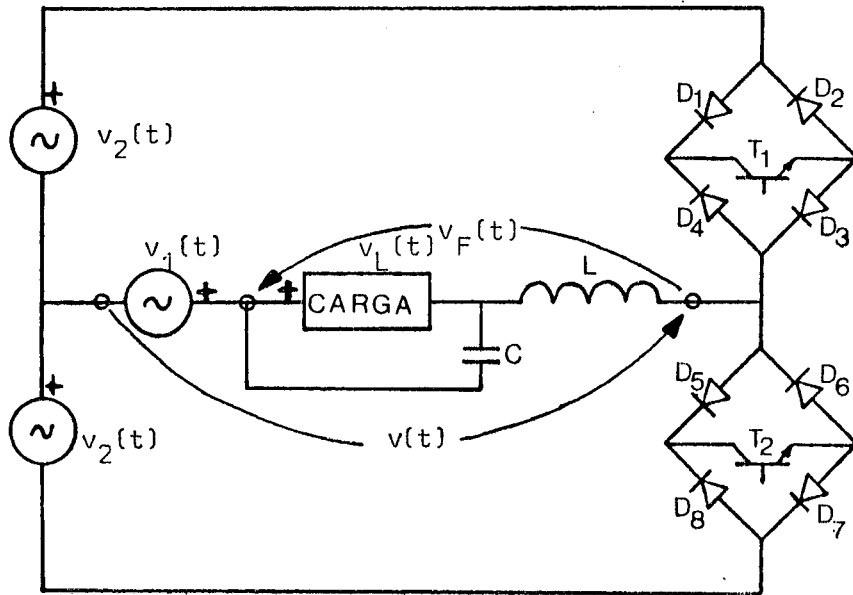 +
D1 D2
v2(t)
T1
D4 D3
v1(t) vL(t) vF(t)
+ + CARGA L
C
+
D5 D6
v2(t) v(t)
T2
D8 D7